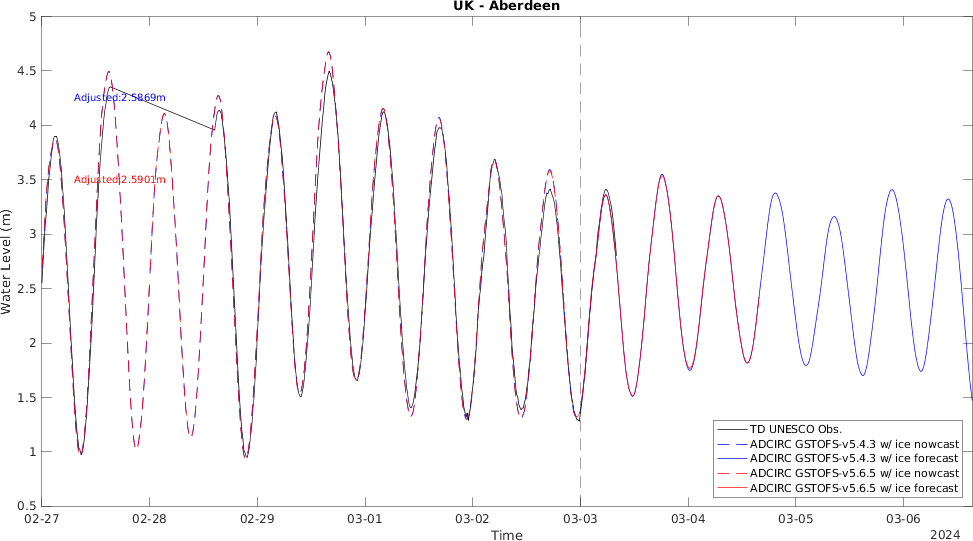 UK - Aberdeen
5
4.5
Adjusted:2.5869m
4
3.5
Adjusted:2.5901m
3
2.5
2
1.5
1
0.5
Water Level (m)
TD UNESCO Obs.
ADCIRC GSTOFS-v5.4.3 w/ ice nowcast
ADCIRC GSTOFS-v5.4.3 w/ ice forecast
ADCIRC GSTOFS-v5.6.5 w/ ice nowcast
ADCIRC GSTOFS-v5.6.5 w/ ice forecast
02-27 02-28 02-29 03-01 03-02 03-03 03-04 03-05 03-06
Time
2024